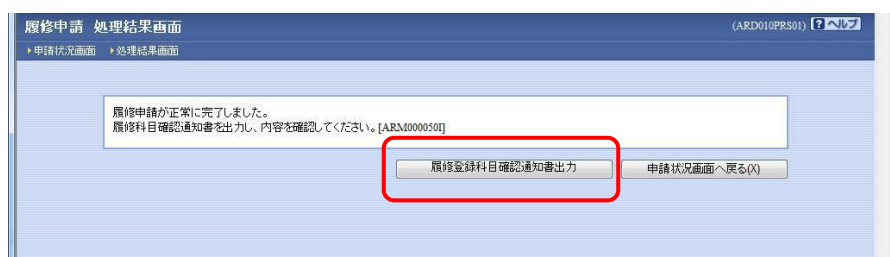 履修申請 処理結果画面 (ARD010PRS01) ? ヘルプ
▶申請状況画面 ▶処理結果画面
履修申請が正常に完了しました。
履修科目確認通知書を出力し、内容を確認してください。[ARM000050I]
履修登録科目確認通知書出力 申請状況画面へ戻る(X)